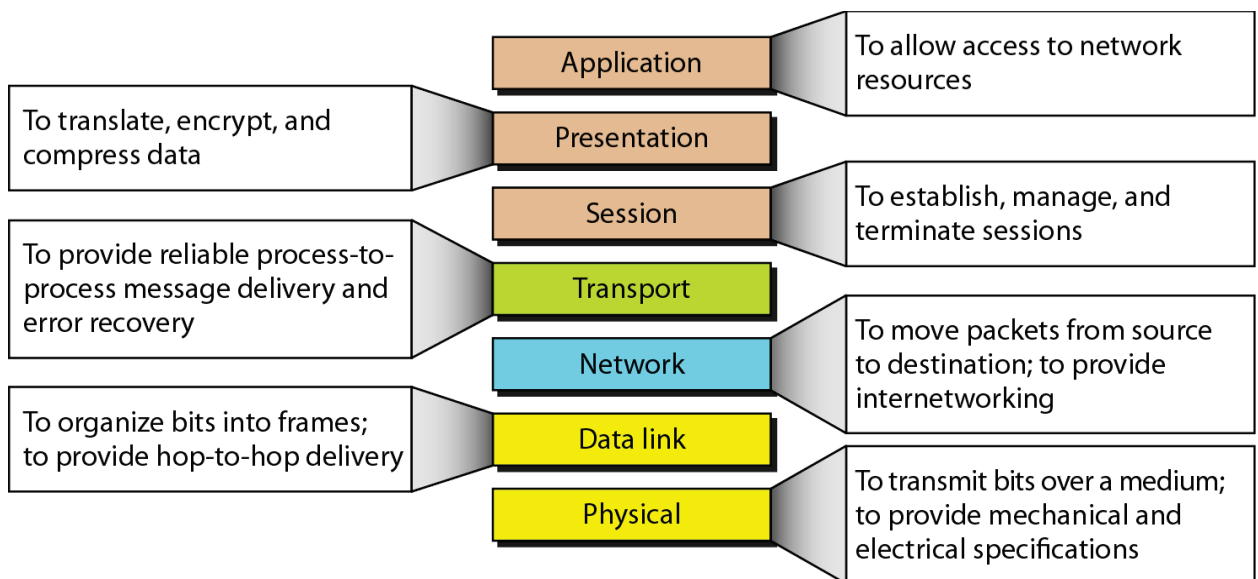 Application
To allow access to network
resources
To translate, encrypt, and
compress data
Presentation
Session
To establish, manage, and
terminate sessions
To provide reliable process-to-
process message delivery and
error recovery
Transport
Network
To move packets from source
to destination; to provide
internetworking
To organize bits into frames;
to provide hop-to-hop delivery
Data link
Physical
To transmit bits over a medium;
to provide mechanical and
electrical specifications